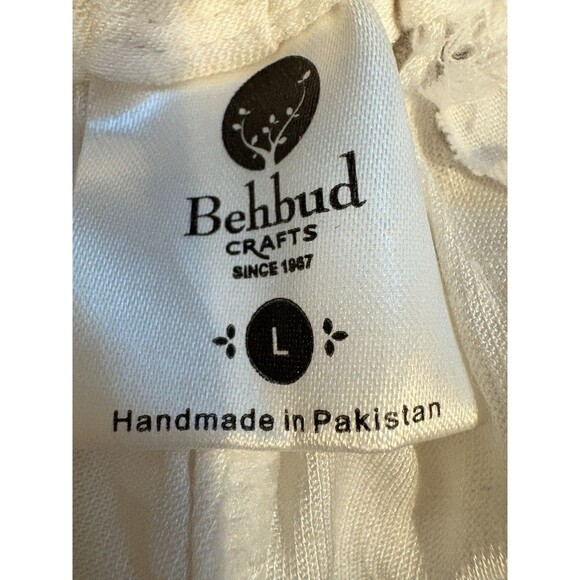 Behbud
CRAFTS
SINCE 1967
L
Handmade in Pakistan